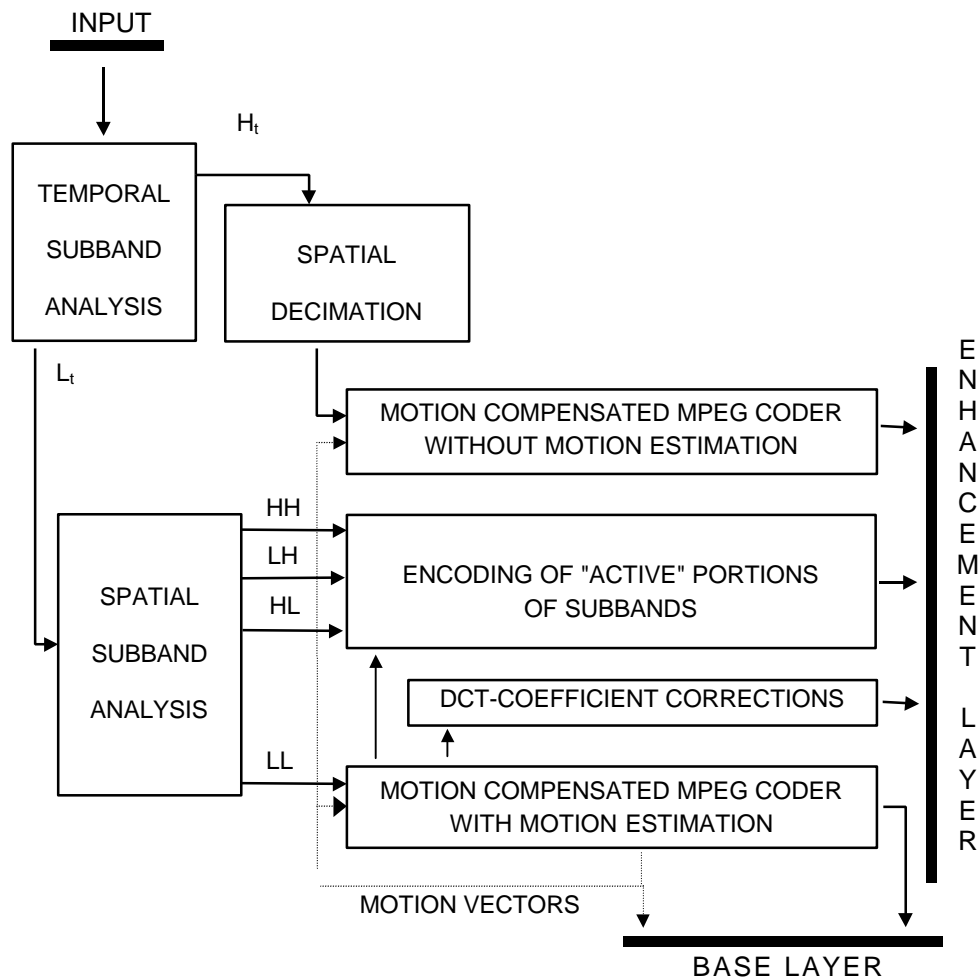 INPUT
H_t
TEMPORAL
SUBBAND
ANALYSIS
SPATIAL
DECIMATION
L_t
MOTION COMPENSATED MPEG CODER
WITHOUT MOTION ESTIMATION
HH
LH
HL
SPATIAL
SUBBAND
ANALYSIS
ENCODING OF "ACTIVE" PORTIONS
OF SUBBANDS
DCT-COEFFICIENT CORRECTIONS
LL
MOTION COMPENSATED MPEG CODER
WITH MOTION ESTIMATION
MOTION VECTORS
ENHANCEMENT LAYER
BASE LAYER